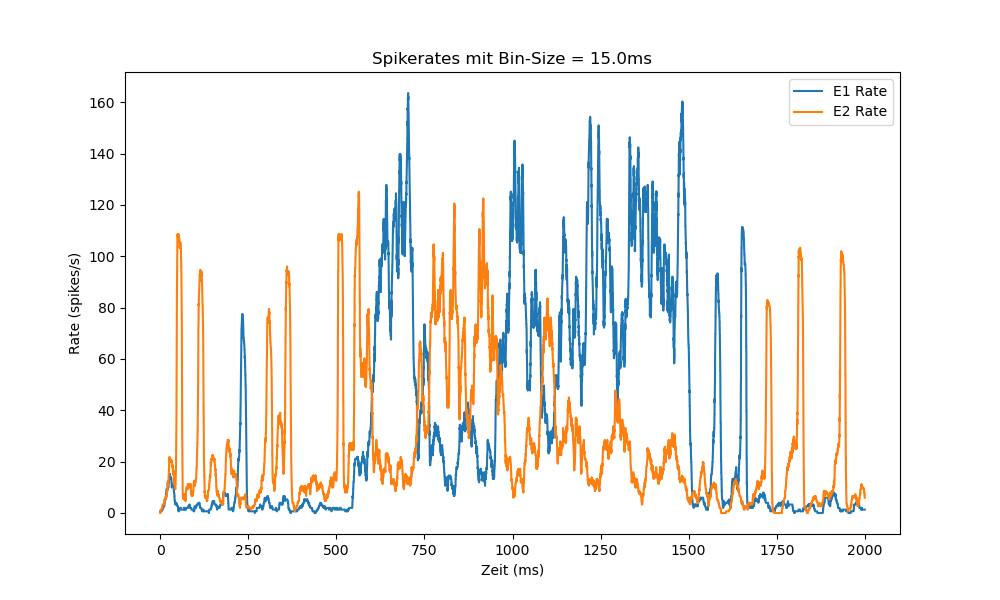 Spikerates mit Bin-Size = 15.0ms
E1 Rate
E2 Rate
160
140
120
100
80
60
40
20
0
Rate (spikes/s)
0 250 500 750 1000 1250 1500 1750 2000
Zeit (ms)